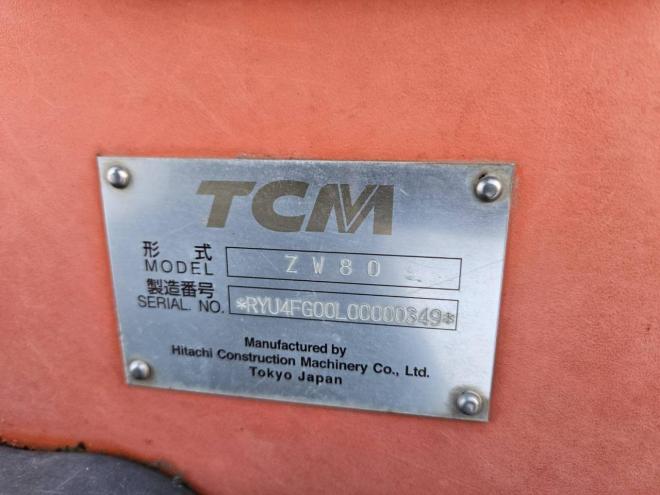 TCM
形式
MODEL ZW80
製造番号
SERIAL. NO. *RYU4FG00L00000849*
Manufactured by
Hitachi Construction Machinery Co., Ltd.
Tokyo Japan